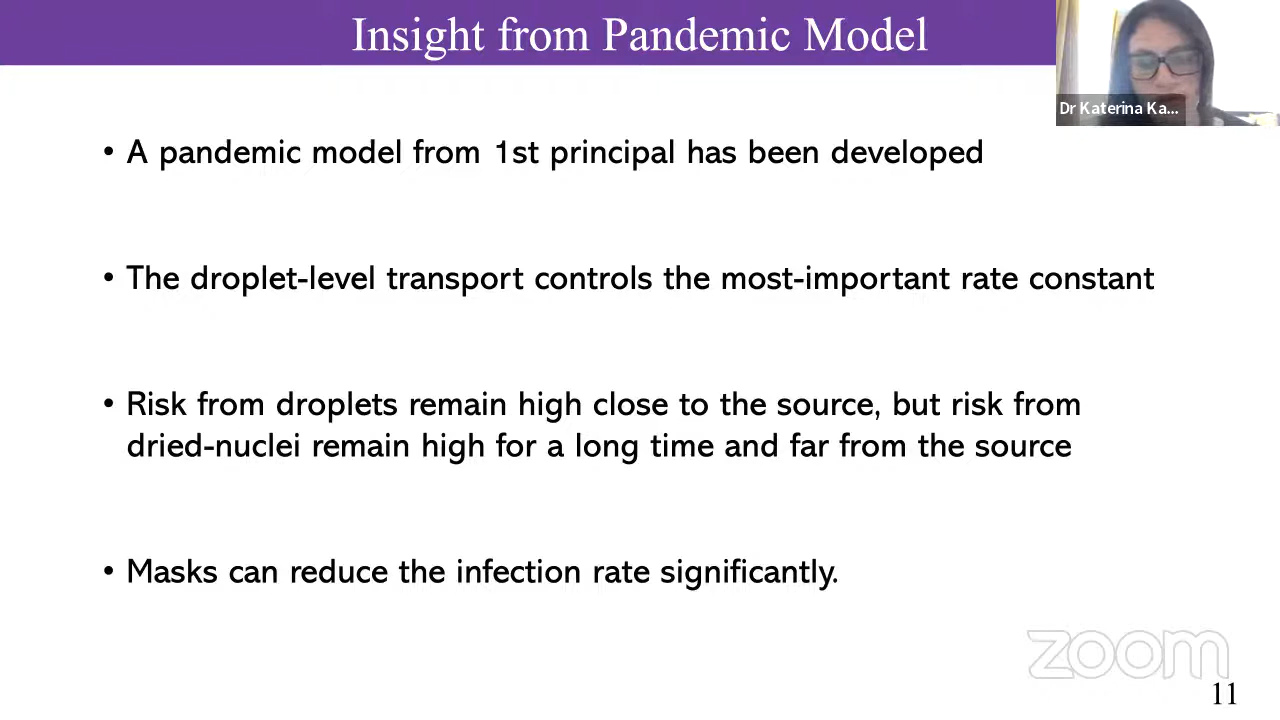 Insight from Pandemic Model
Dr Katerina Ka...
• A pandemic model from 1st principal has been developed
• The droplet-level transport controls the most-important rate constant
• Risk from droplets remain high close to the source, but risk from
dried-nuclei remain high for a long time and far from the source
• Masks can reduce the infection rate significantly.
zoom
11